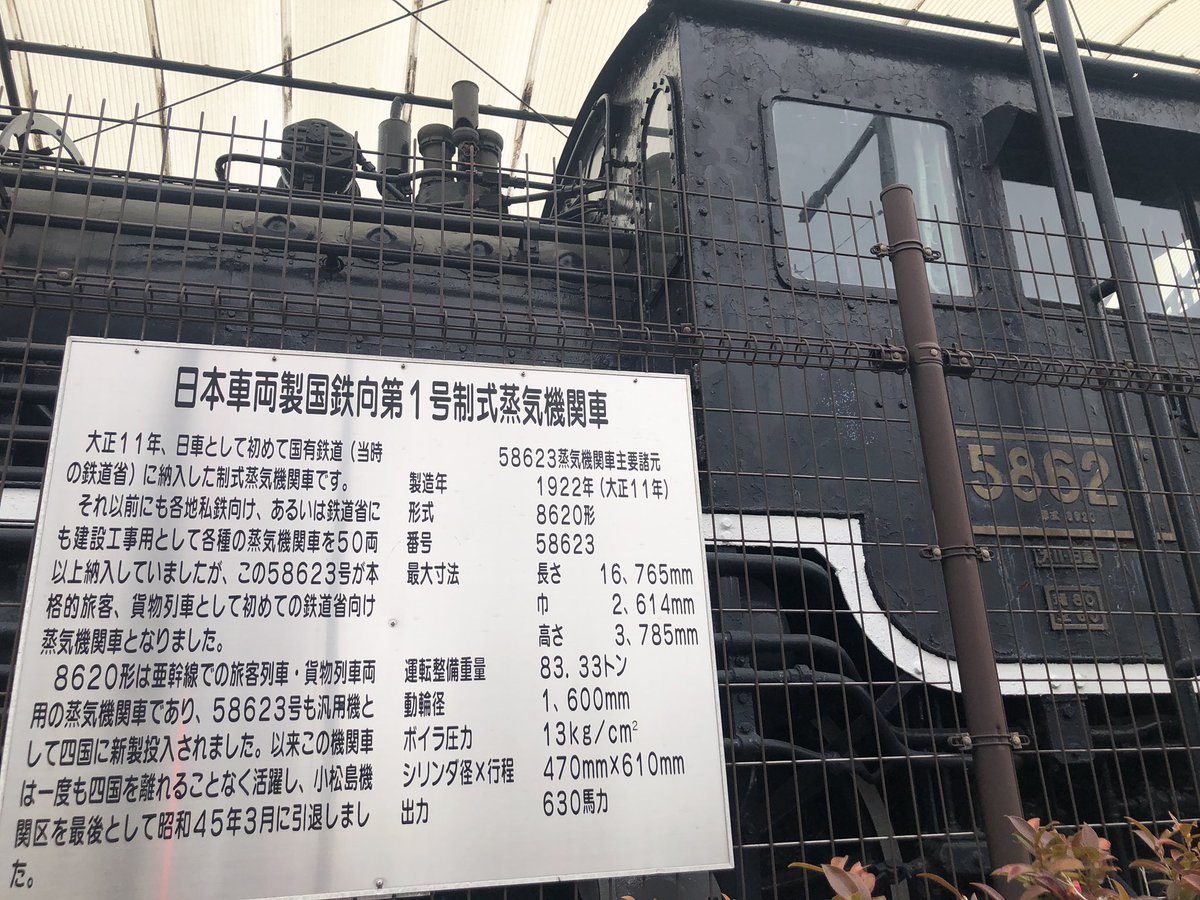 日本車両製国鉄向第1号制式蒸気機関車
大正11年、日車として初めて国有鉄道(当時
の鉄道省)に納入した制式蒸気機関車です。
それ以前にも各地私鉄向け、あるいは鉄道省に
も建設工事用として各種の蒸気機関車を50両
以上納入していましたが、この58623号が本
格的旅客、貨物列車として初めての鉄道省向け
蒸気機関車となりました。
8620形は亜幹線での旅客列車・貨物列車両
用の蒸気機関車であり、58623号も汎用機と
して四国に新製投入されました。以来この機関車
は一度も四国を離れることなく活躍し、小松島機
関区を最後として昭和45年3月に引退しまし
た。
58623蒸気機関車主要諸元
製造年 1922年(大正11年)
形式 8620形
番号 58623
最大寸法 長さ 16、765mm
巾 2、614mm
高さ 3、785mm
運転整備重量 83.33トン
動輪径 1、600mm
ボイラ圧力 13kg/cm²
シリンダ径×行程 470mm×610mm
出力 630馬力
5862